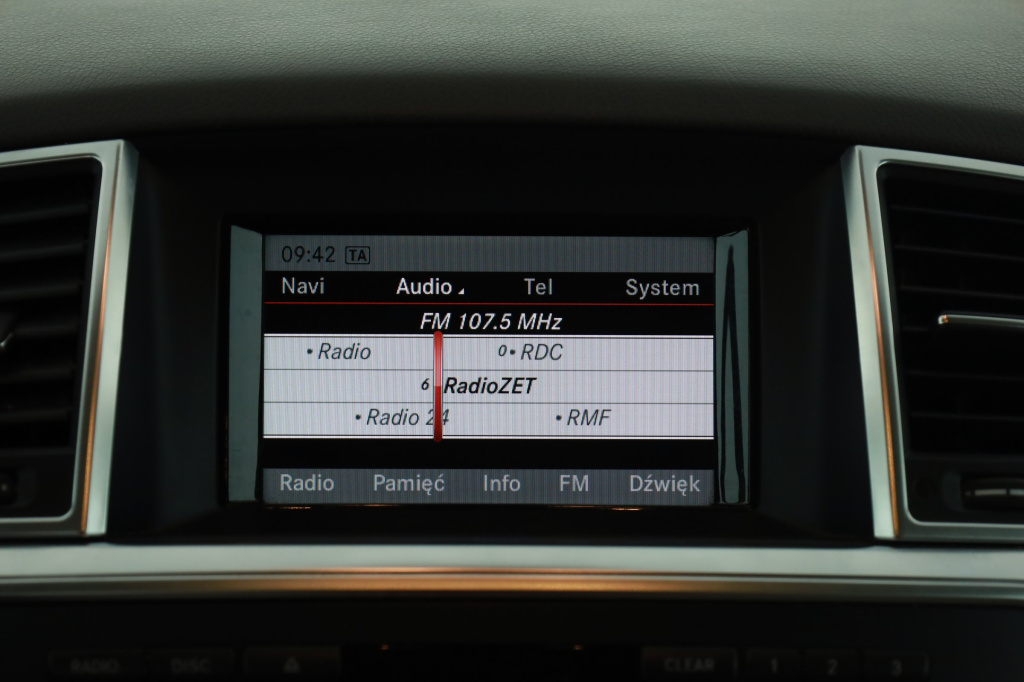 09:42 TA
Navi Audio Tel System
FM 107.5 MHz
• Radio 0• RDC
6 RadioZET
• Radio 24 • RMF
Radio Pamięć Info FM Dźwięk
RADIO DISC CLEAR 1 2 3